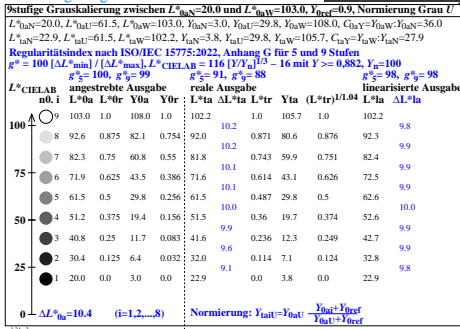 9stufige Grauskalierung zwischen L*0aN=20.0 und L*0aW=103.0, Y0ref=0.9, Normierung Grau U
L*0aN=20.0, L*0aU=61.5, L*0aW=103.0, Y0aN=3.0, Y0aU=29.8, Y0aW=108.0, C0aY=Y0aW:Y0aN=36.0
L*taN=22.9, L*taU=61.5, L*taW=102.2, YtaN=3.8, YtaU=29.8, YtaW=105.7, CtaY=YtaW:YtaN=27.9
Regularitätsindex nach ISO/IEC 15775:2022, Anhang G für 5 und 9 Stufen
g* = 100 [ΔL*min] / [ΔL*max], L*CIELAB = 116 [Y/Yn]1/3 − 16 mit Y >= 0,882, Yn=100
g*5= 100, g*9= 99 g*5= 91, g*9= 88 g*5= 98, g*9= 98
L*CIELAB angestrebte Ausgabe reale Ausgabe linearisierte Ausgabe
n0. i L*0a L*0r Y0a Y0r L*ta ΔL*ta L*tr Yta (L*tr)1/1.04 L*la ΔL*la
9 103.0 1.0 108.0 1.0 102.2 1.0 105.7 1.0 102.2
100
10.2 9.8
8 92.6 0.875 82.1 0.754 92.0 0.871 80.6 0.876 92.3
10.2 9.9
7 82.3 0.75 60.8 0.55 81.8 0.743 59.9 0.751 82.4
75
10.1 9.9
6 71.9 0.625 43.5 0.386 71.6 0.614 43.1 0.626 72.5
10.1 9.9
5 61.5 0.5 29.8 0.256 61.5 0.487 29.8 0.5 62.6
50
10.0 10.0
4 51.2 0.375 19.4 0.156 51.5 0.36 19.7 0.374 52.6
9.9 9.9
3 40.8 0.25 11.7 0.083 41.6 0.236 12.3 0.249 42.7
9.6 9.9
2 30.4 0.125 6.4 0.032 32.0 0.114 7.1 0.124 32.8
25
9.1 9.8
1 20.0 0.0 3.0 0.0 22.9 0.0 3.8 0.0 22.9
0 ΔL*0a=10.4 (i=1,2,...,8) Normierung: YtaiU=Y0aU Y0ai+Y0ref
Y0aU+Y0ref